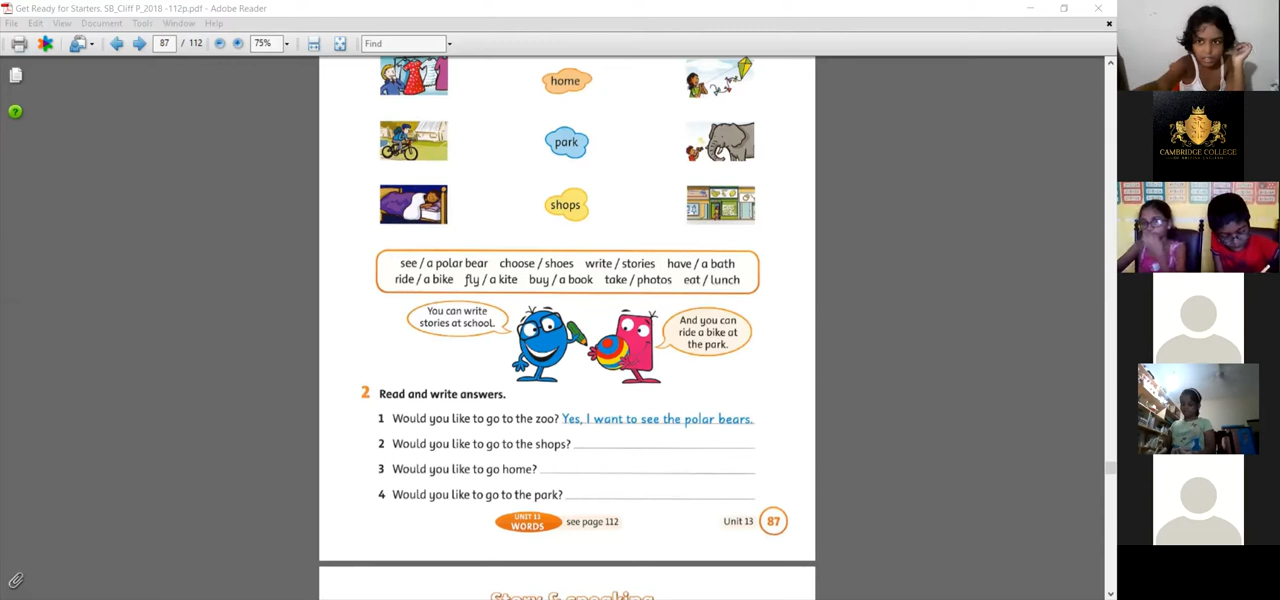 Get Ready for Starters. SB_Cliff P_2018 -112p.pdf - Adobe Reader
File Edit View Document Tools Window Help
87 / 112 75% Find
home
park
shops
see / a polar bear choose / shoes write / stories have / a bath
ride / a bike fly / a kite buy / a book take / photos eat / lunch
You can write
stories at school.
And you can
ride a bike at
the park.
2 Read and write answers.
1 Would you like to go to the zoo? Yes, I want to see the polar bears.
2 Would you like to go to the shops?
3 Would you like to go home?
4 Would you like to go to the park?
UNIT 13
WORDS
see page 112
Unit 13 87
CAMBRIDGE COLLEGE